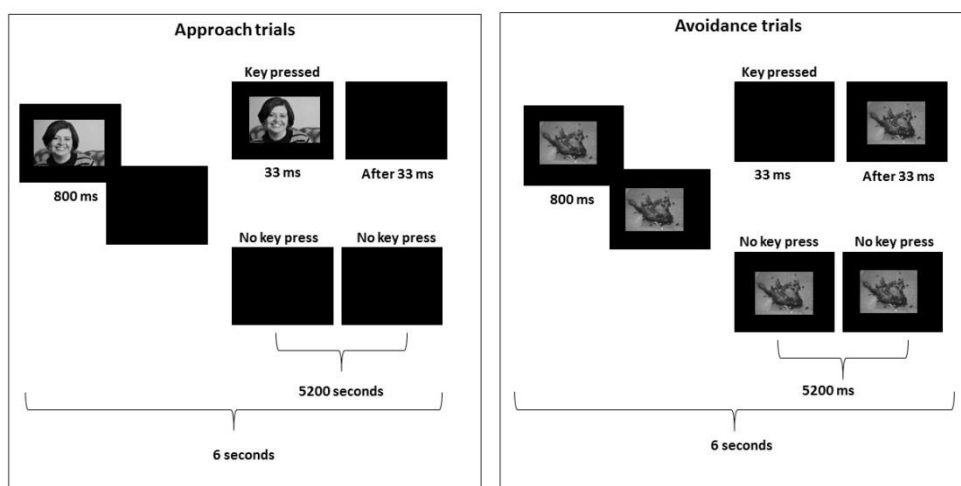 Approach trials
Key pressed
800 ms
33 ms
After 33 ms
No key press
No key press
5200 seconds
6 seconds
Avoidance trials
Key pressed
800 ms
33 ms
After 33 ms
No key press
No key press
5200 ms
6 seconds